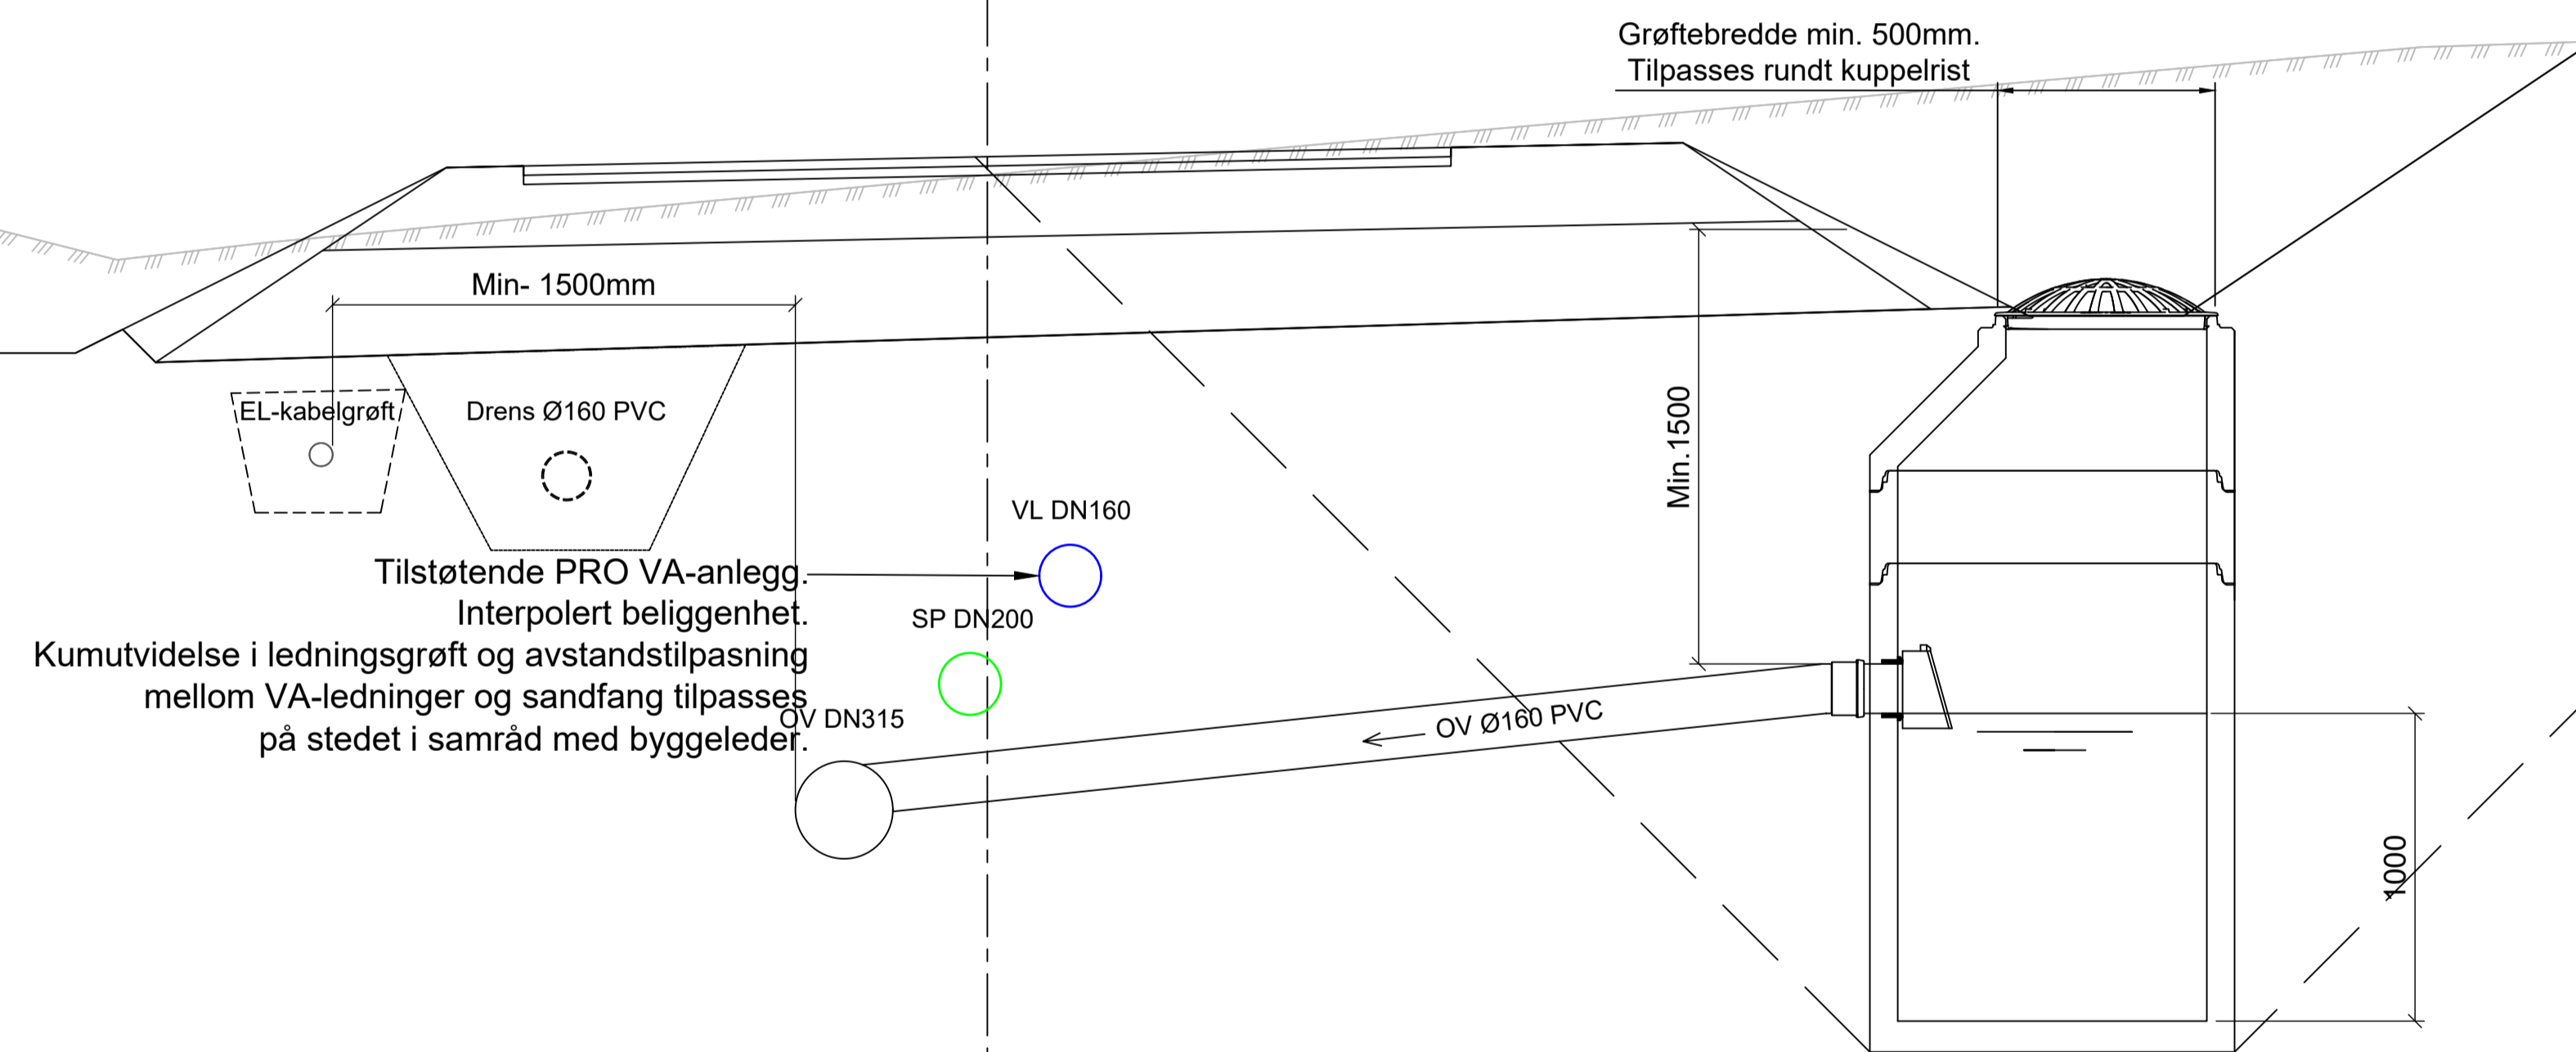 Grøftebredde min. 500mm.
Tilpasses rundt kuppelrist
Min- 1500mm
EL-kabelgrøft
Drens Ø160 PVC
Min.1500
VL DN160
Tilstøtende PRO VA-anlegg.
Interpolert beliggenhet.
Kumutvidelse i ledningsgrøft og avstandstilpasning
mellom VA-ledninger og sandfang tilpasses
på stedet i samråd med byggeleder.
SP DN200
OV DN315
OV Ø160 PVC
1000